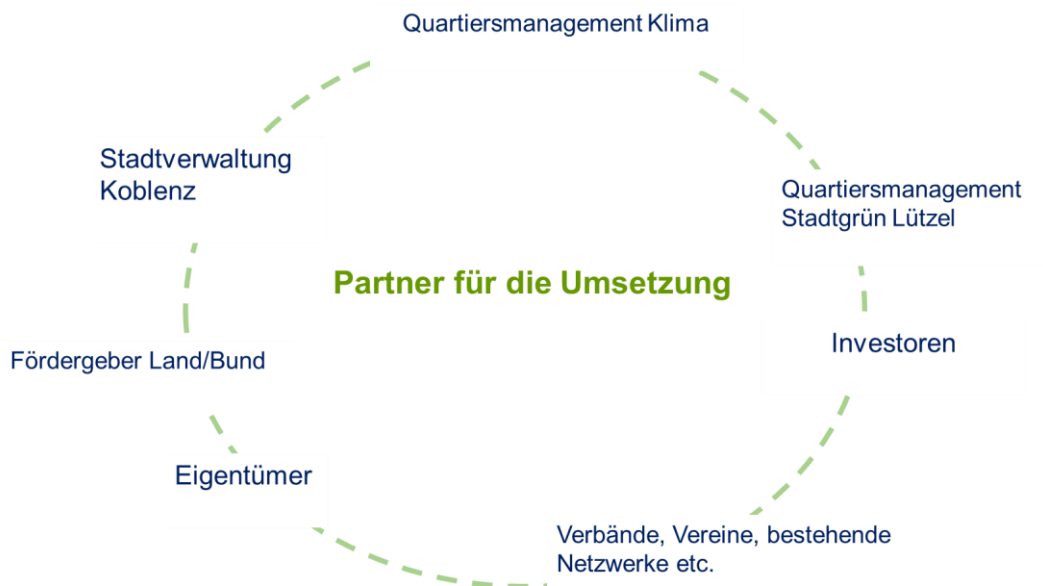 Quartiersmanagement Klima
Stadtverwaltung
Koblenz
Quartiersmanagement
Stadtgrün Lützel
Partner für die Umsetzung
Investoren
Fördergeber Land/Bund
Eigentümer
Verbände, Vereine, bestehende
Netzwerke etc.